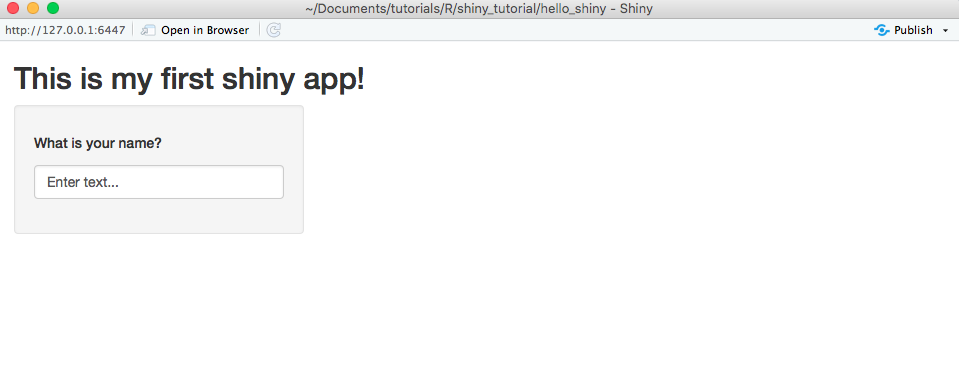 ~/Documents/tutorials/R/shiny_tutorial/hello_shiny - Shiny
http://127.0.0.1:6447 Open in Browser Publish
This is my first shiny app!
What is your name?
Enter text...